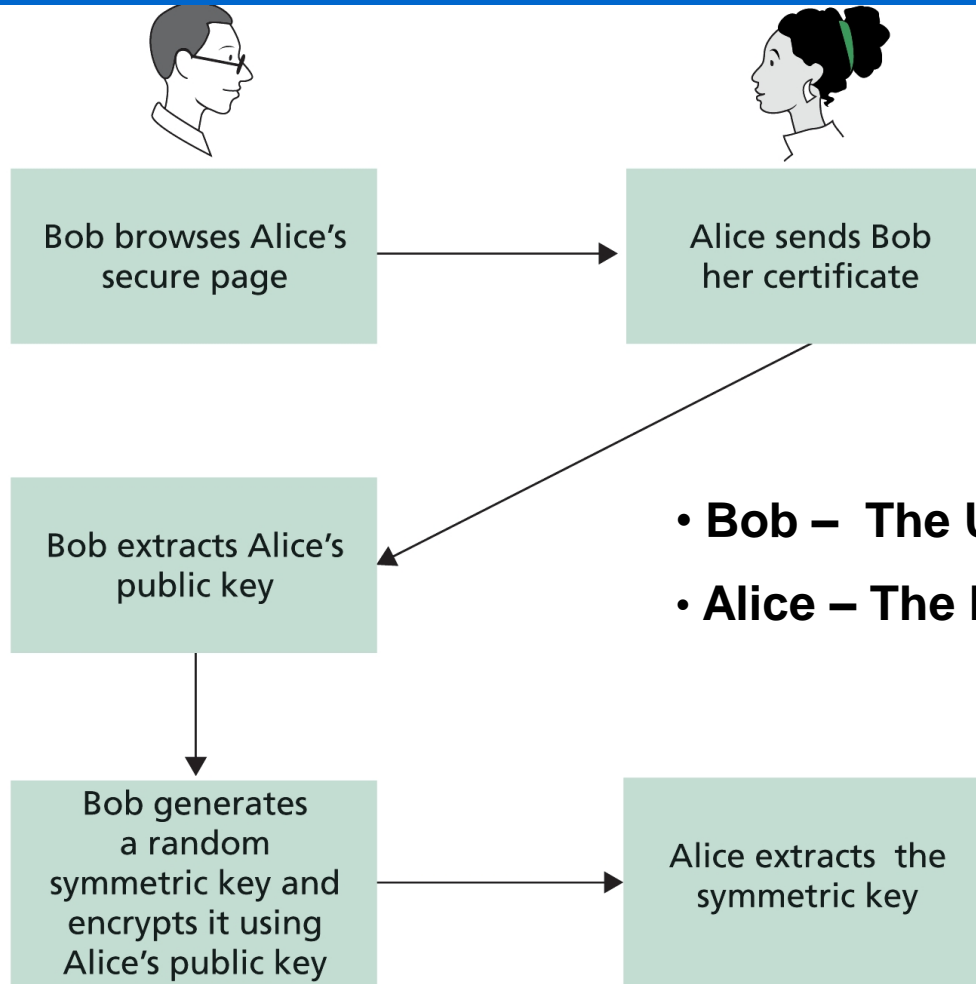 Bob browses Alice's
secure page
Alice sends Bob
her certificate
Bob extracts Alice's
public key
• Bob – The
• Alice – The
Bob generates
a random
symmetric key and
encrypts it using
Alice's public key
Alice extracts the
symmetric key